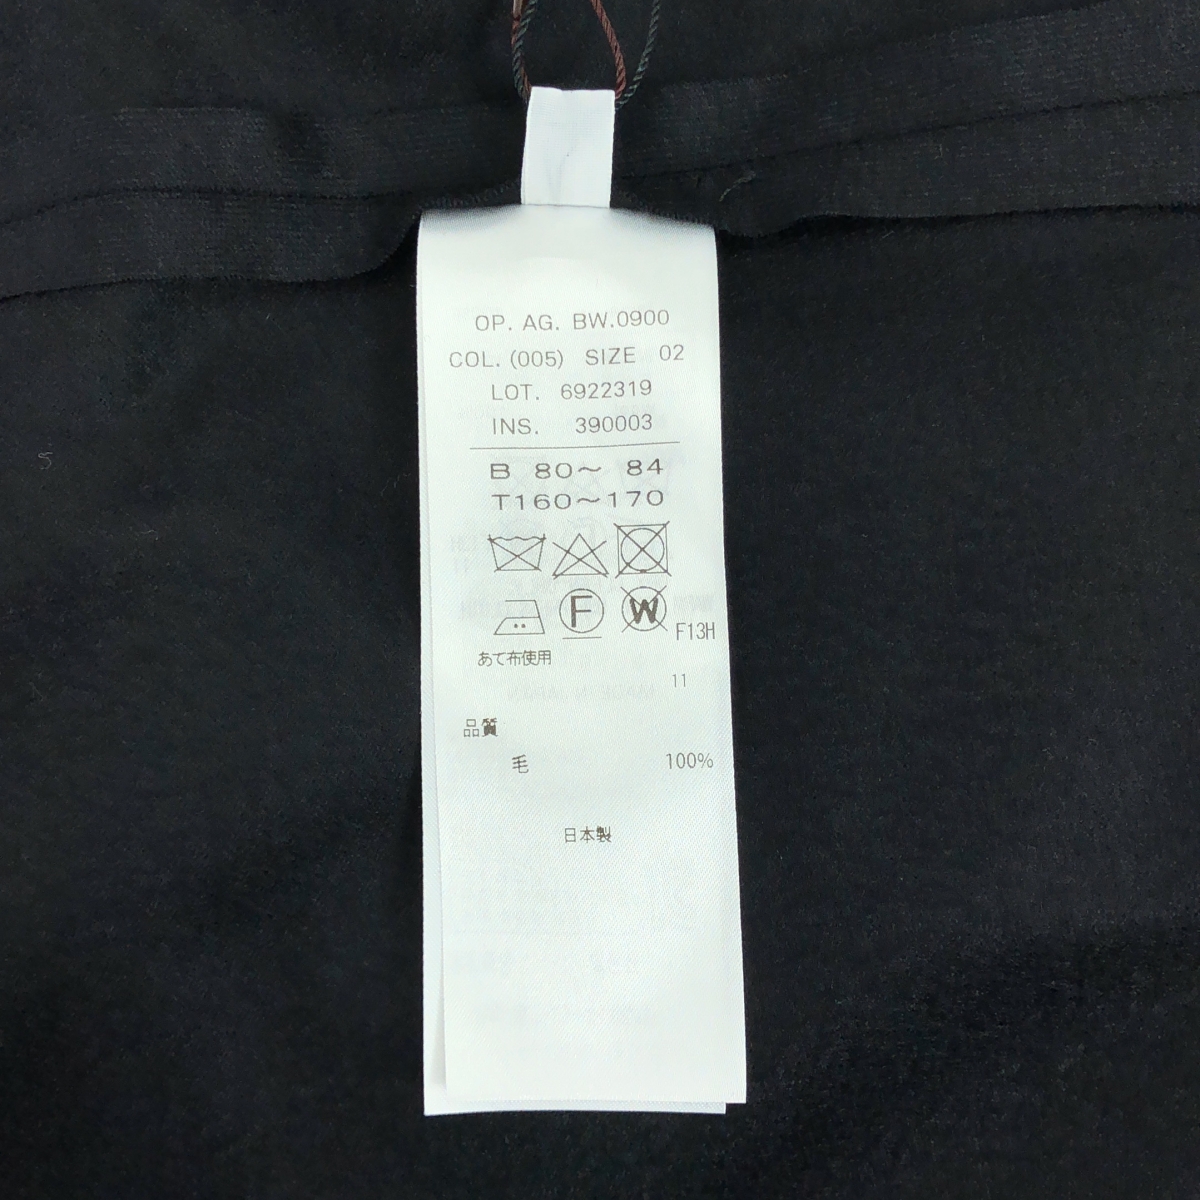 OP. AG. BW.0900
COL. (005) SIZE 02
LOT. 6922319
INS. 390003
B 80〜 84
T160〜170
F W
F13H
あて布使用
11
品質
毛 100%
日本製